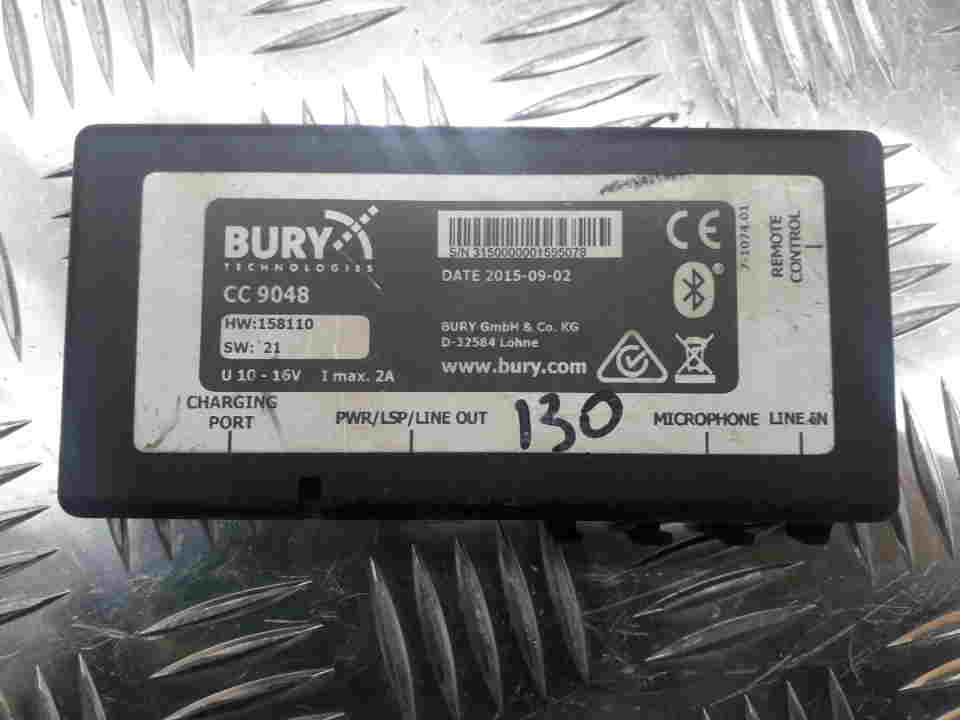 BURY
TECHNOLOGIES
CC 9048
HW:158110
SW: 21
U 10 - 16V I max. 2A
S/N 3150000001595078
DATE 2015-09-02
BURY GmbH & Co. KG
D-32584 Löhne
www.bury.com
CE
7-1074.01
REMOTE
CONTROL
CHARGING
PORT
PWR/LSP/LINE OUT
130
MICROPHONE
LINE IN